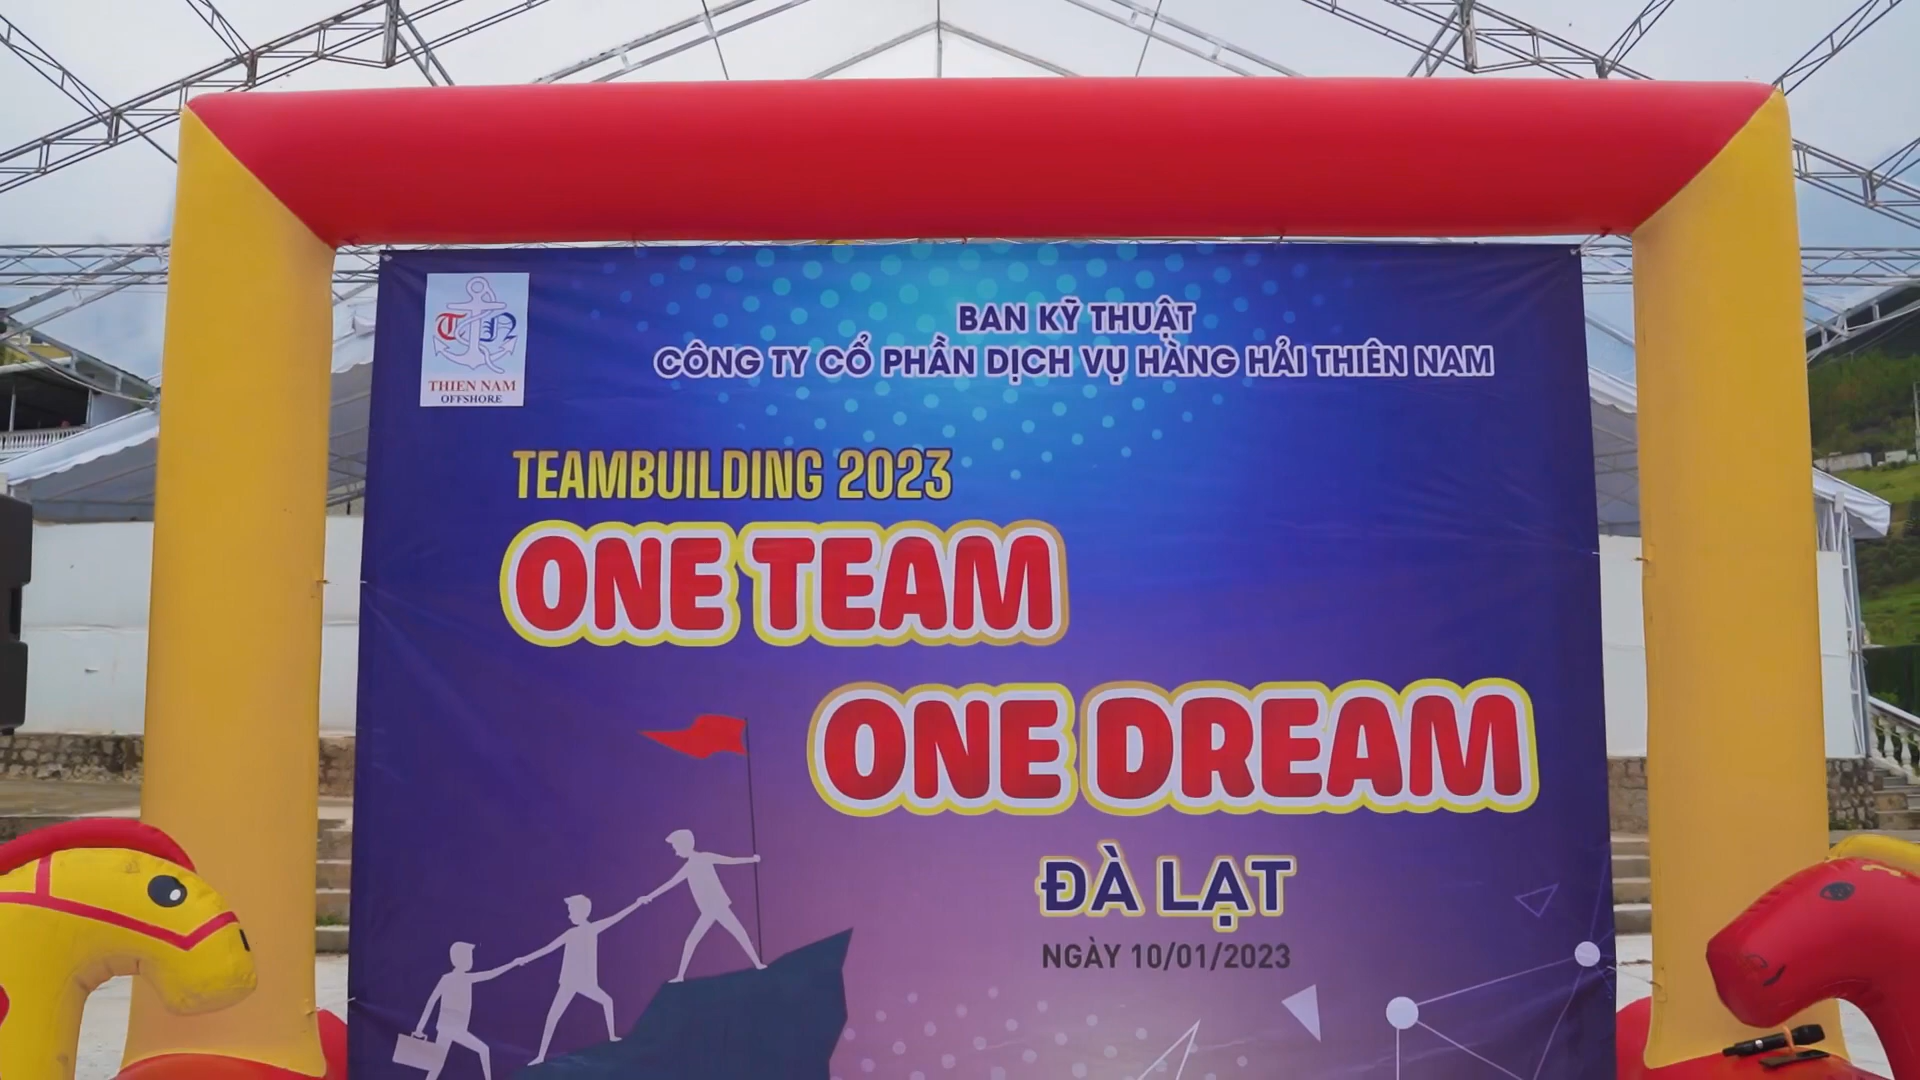 TN
THIEN NAM
OFFSHORE
BAN KỸ THUẬT
CÔNG TY CỔ PHẦN DỊCH VỤ HÀNG HẢI THIÊN NAM
TEAMBUILDING 2023
ONE TEAM
ONE DREAM
ĐÀ LẠT
NGÀY 10/01/2023